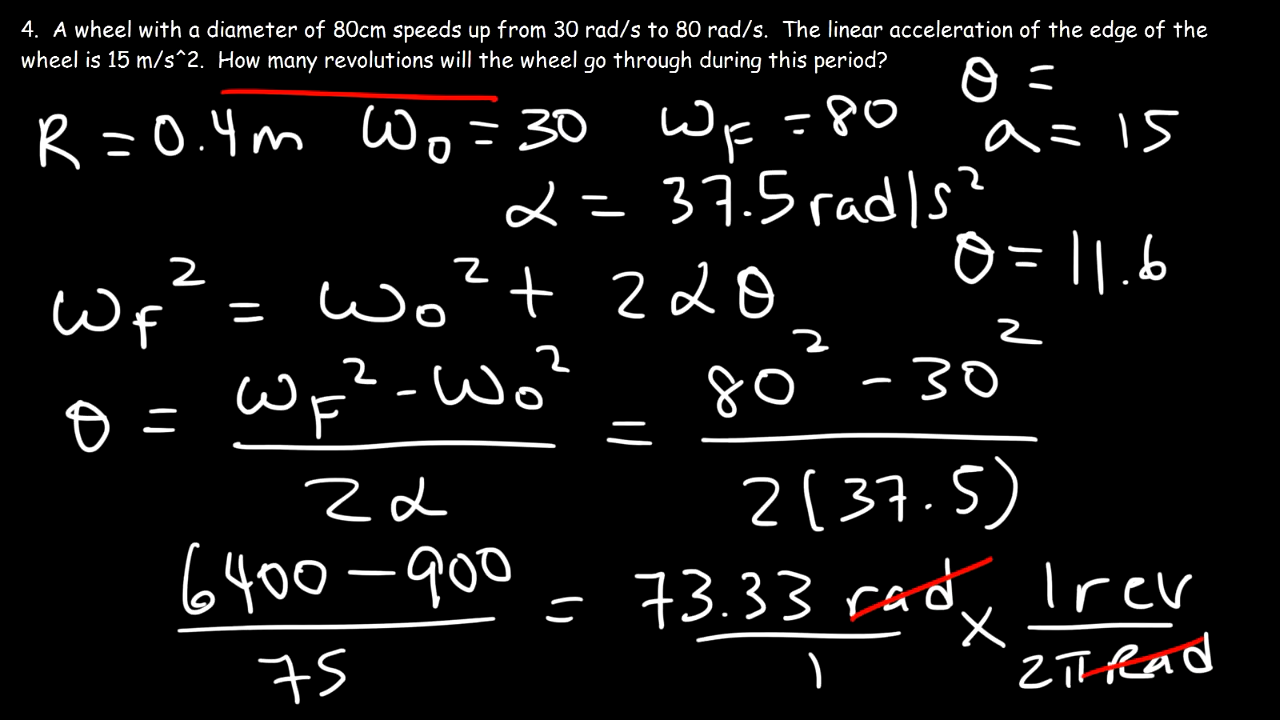 4. A wheel with a diameter of 80cm speeds up from 30 rad/s to 80 rad/s. The linear acceleration of the edge of the
wheel is 15 m/s^2. How many revolutions will the wheel go through during this period?
θ =
R = 0.4m ω₀ = 30 ω_F = 80 a = 15
α = 37.5 rad/s²
θ = 11.6
ω_F² = ω₀² + 2αθ
θ = (ω_F² - ω₀²)/(2α) = (80² - 30²)/(2(37.5))
(6400 - 900)/75 = 73.33 rad/1 × 1 rev/2π Rad